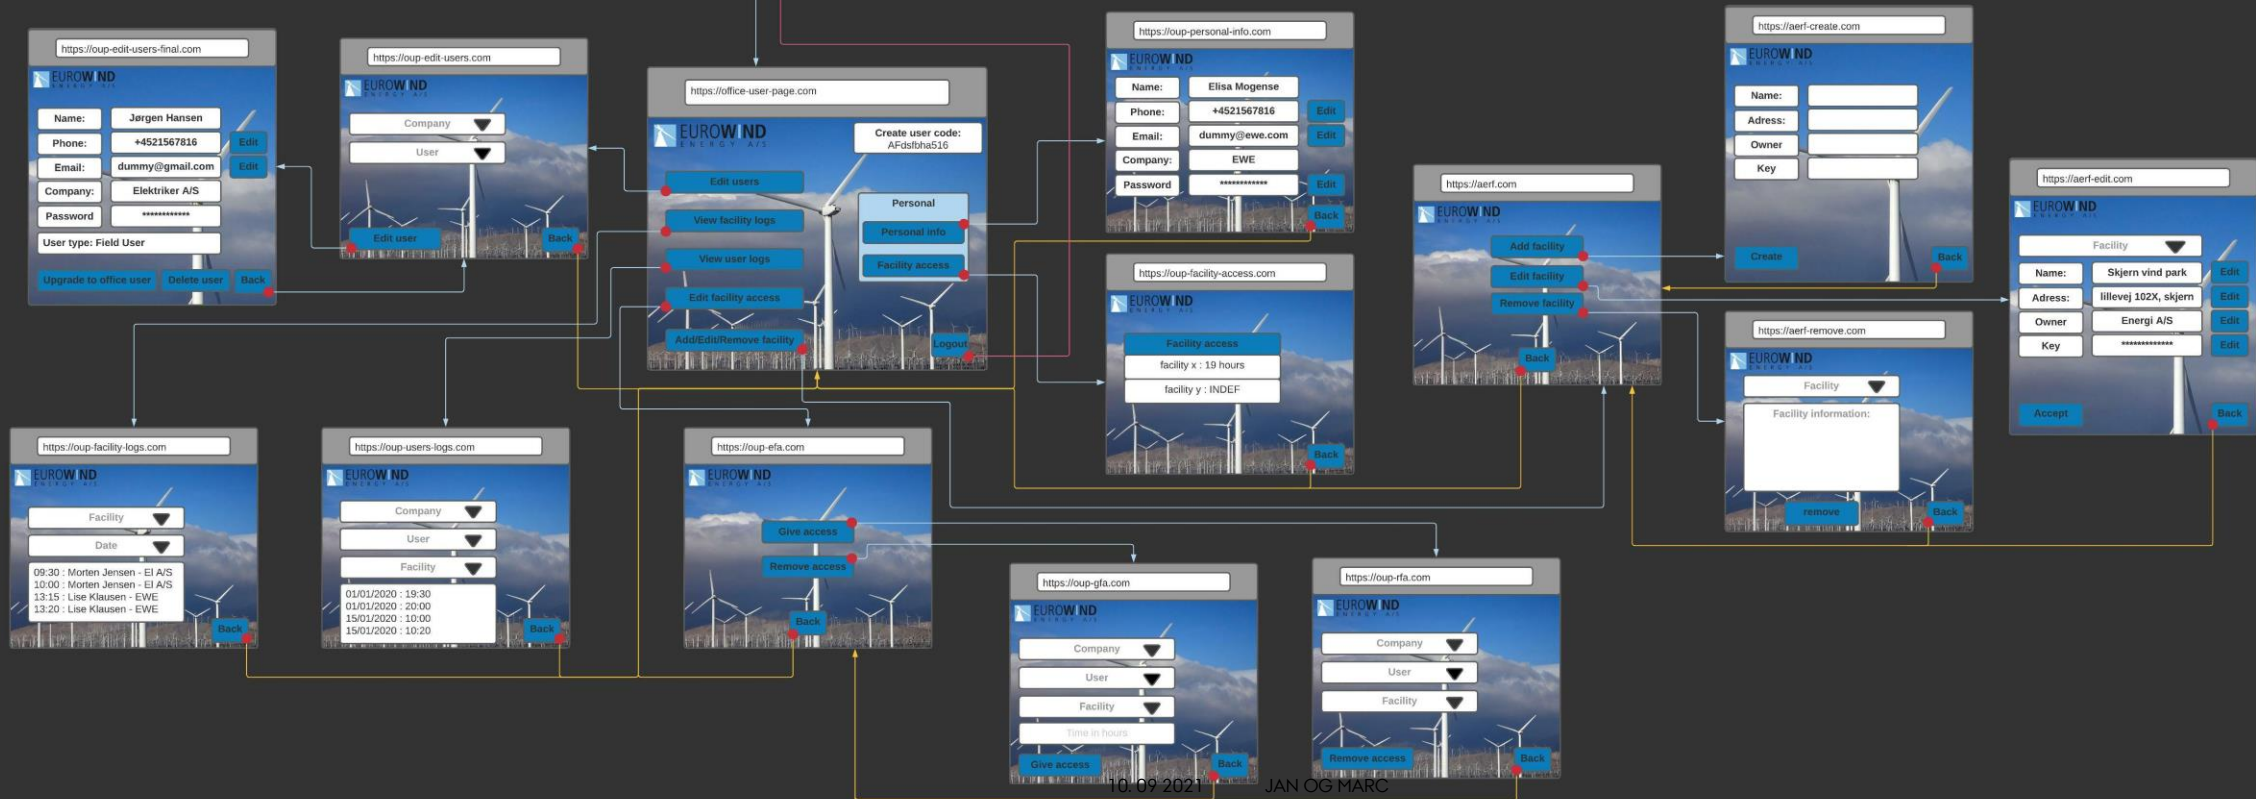 https://oup-edit-users-final.com
EUROWIND
ENERGY A/S
Name: Jørgen Hansen
Phone: +4521567816 Edit
Email: dummy@gmail.com Edit
Company: Elektriker A/S
Password ************
User type: Field User
Upgrade to office user Delete user Back
https://oup-edit-users.com
EUROWIND
ENERGY A/S
Company
User
Edit user Back
https://office-user-page.com
EUROWIND
ENERGY A/S
Create user code:
AFdsfbha516
Edit users
View facility logs
View user logs
Edit facility access
Add/Edit/Remove facility
Personal
Personal info
Facility access
Logout
https://oup-personal-info.com
EUROWIND
ENERGY A/S
Name: Elisa Mogense
Phone: +4521567816 Edit
Email: dummy@ewe.com Edit
Company: EWE
Password ************ Edit
Back
https://oup-facility-access.com
EUROWIND
ENERGY A/S
Facility access
facility x : 19 hours
facility y : INDEF
Back
https://aerf.com
EUROWIND
ENERGY A/S
Add facility
Edit facility
Remove facility
Back
https://aerf-create.com
EUROWIND
ENERGY A/S
Name:
Adress:
Owner
Key
Create Back
https://aerf-remove.com
EUROWIND
ENERGY A/S
Facility
Facility information:
remove Back
https://aerf-edit.com
EUROWIND
ENERGY A/S
Facility
Name: Skjern vind park Edit
Adress: lillevej 102X, skjern Edit
Owner Energi A/S Edit
Key ************* Edit
Accept Back
https://oup-facility-logs.com
EUROWIND
ENERGY A/S
Facility
Date
09:30 : Morten Jensen - El A/S
10:00 : Morten Jensen - El A/S
13:15 : Lise Klausen - EWE
13:20 : Lise Klausen - EWE
Back
https://oup-users-logs.com
EUROWIND
ENERGY A/S
Company
User
Facility
01/01/2020 : 19:30
01/01/2020 : 20:00
15/01/2020 : 10:00
15/01/2020 : 10:20
Back
https://oup-efa.com
EUROWIND
ENERGY A/S
Give access
Remove access
Back
https://oup-gfa.com
EUROWIND
ENERGY A/S
Company
User
Facility
Time in hours
Give access Back
https://oup-rfa.com
EUROWIND
ENERGY A/S
Company
User
Facility
Remove access Back
10. 09 2021 JAN OG MARC